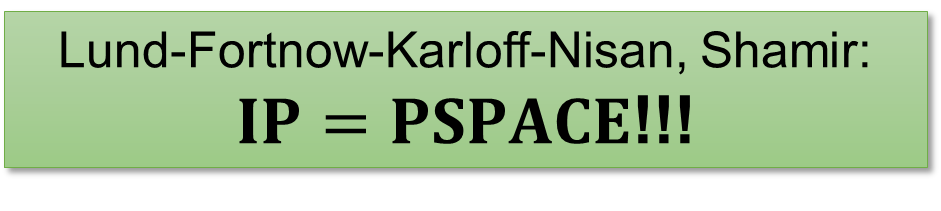 Lund-Fortnow-Karloff-Nisan, Shamir:
IP = PSPACE!!!